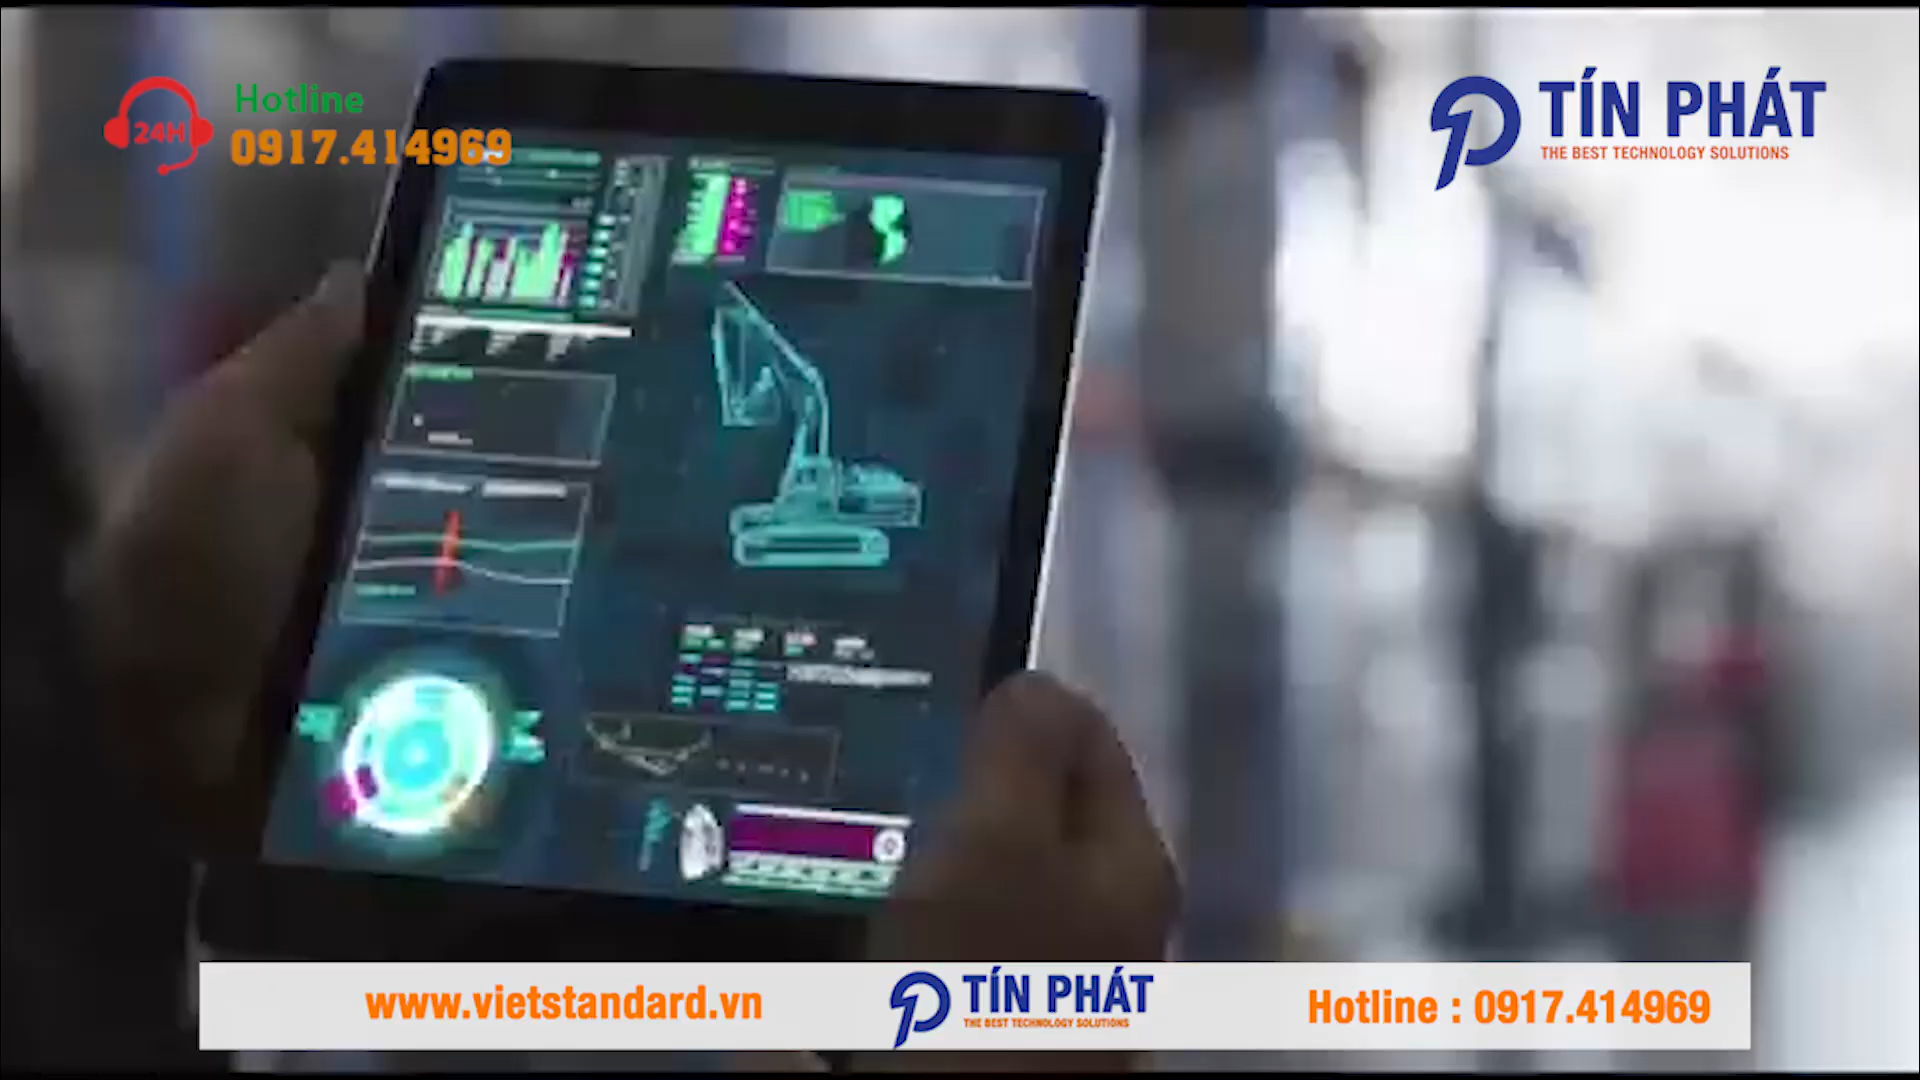 Hotline
24H
0917.414969
TÍN PHÁT
THE BEST TECHNOLOGY SOLUTIONS
www.vietstandard.vn
TÍN PHÁT
THE BEST TECHNOLOGY SOLUTIONS
Hotline : 0917.414969